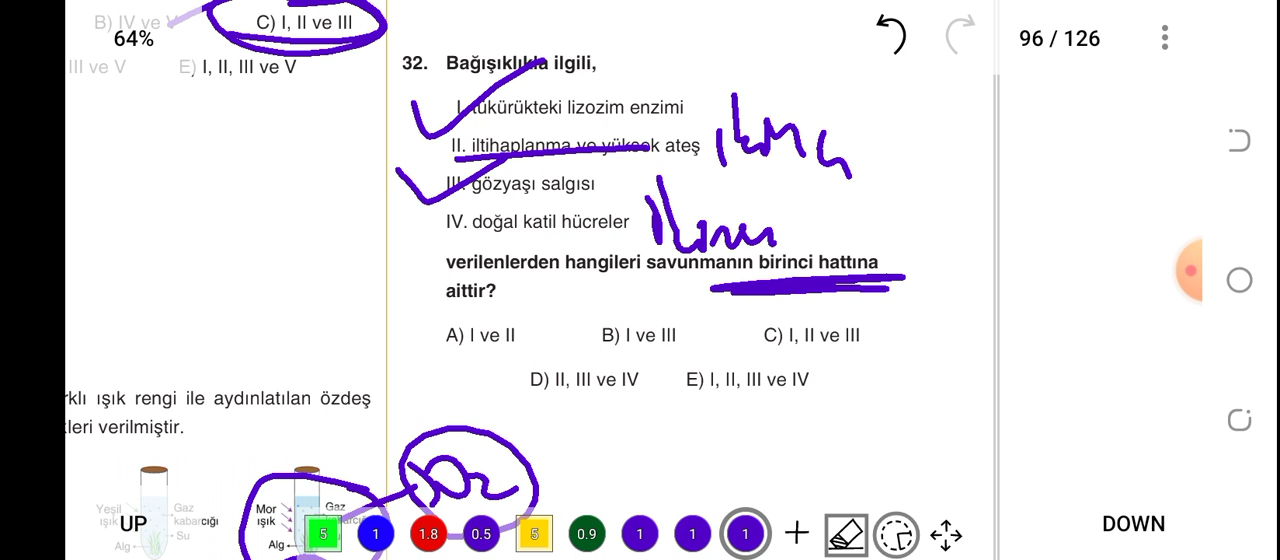 B) IV ve V
C) I, II ve III
64%
96 / 126
III ve V
E) I, II, III ve V
32. Bağışıklıkla ilgili,
I. tükürükteki lizozim enzimi
II. iltihaplanma ve yüksek ateş
III. gözyaşı salgısı
IV. doğal katil hücreler
verilenlerden hangileri savunmanın birinci hattına
aittir?
A) I ve II
B) I ve III
C) I, II ve III
D) II, III ve IV
E) I, II, III ve IV
rklı ışık rengi ile aydınlatılan özdeş
kleri verilmiştir.
Yeşil
ışık
Gaz
kabarcığı
Su
Alg
Mor
ışık
Gaz
Alg
UP
5
1
1.8
0.5
5
0.9
1
1
1
DOWN